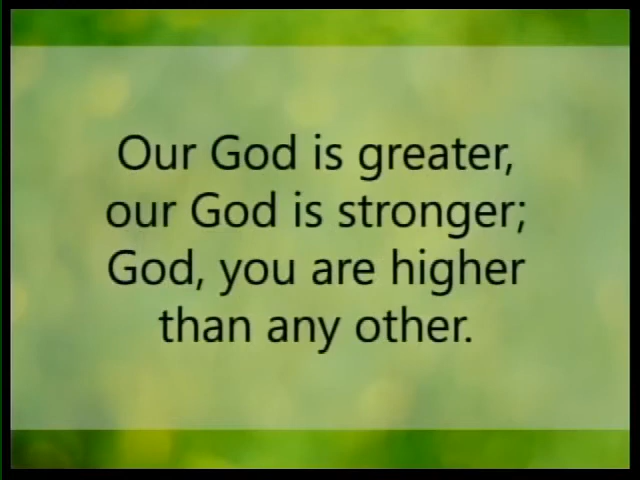 Our God is greater,
our God is stronger;
God, you are higher
than any other.